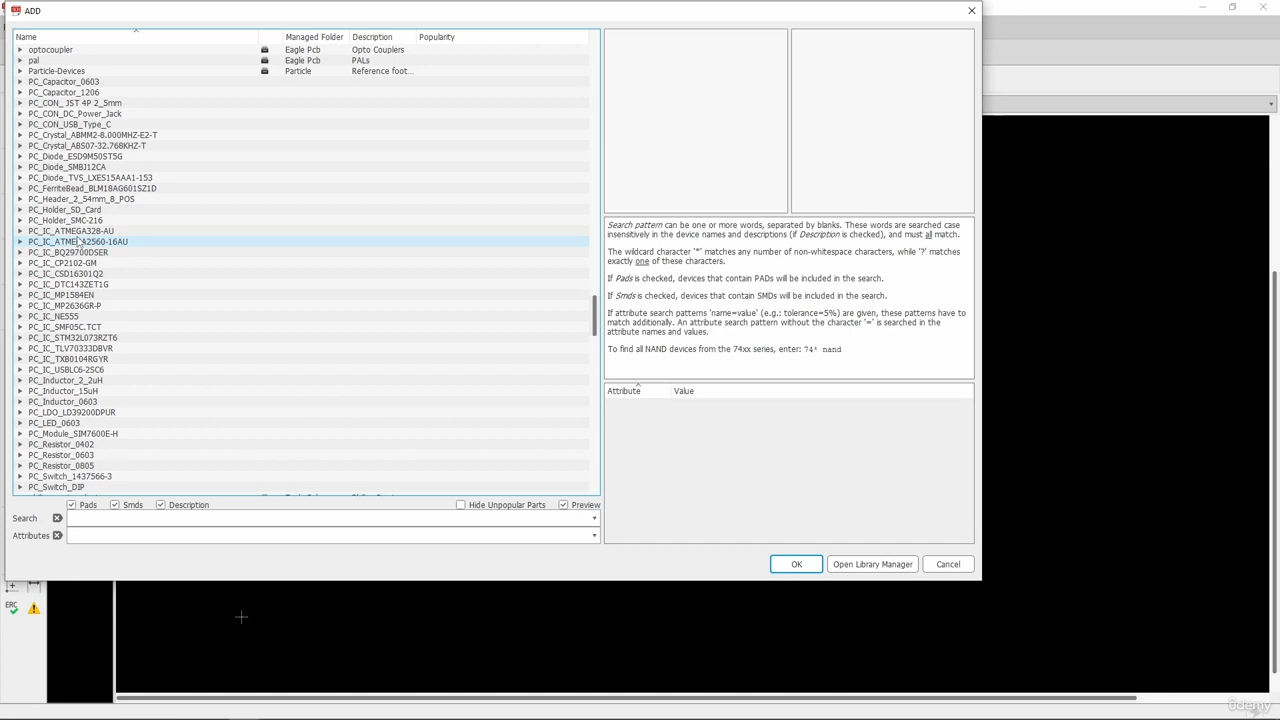 ADD
Name Managed Folder Description Popularity
optocoupler Eagle Pcb Opto Couplers
pal Eagle Pcb PALs
Particle-Devices Particle Reference foot...
PC_Capacitor_0603
PC_Capacitor_1206
PC_CON_ JST 4P 2_5mm
PC_CON_DC_Power_Jack
PC_CON_USB_Type_C
PC_Crystal_ABMM2-8.000MHZ-E2-T
PC_Crystal_ABS07-32.768KHZ-T
PC_Diode_ESD9M50ST5G
PC_Diode_SMBJ12CA
PC_Diode_TVS_LXES15AAA1-153
PC_FerriteBead_BLM18AG601SZ1D
PC_Header_2_54mm_8_POS
PC_Holder_SD_Card
PC_Holder_SMC-216
PC_IC_ATMEGA328-AU
PC_IC_ATMEGA2560-16AU
PC_IC_BQ29700DSER
PC_IC_CP2102-GM
PC_IC_CSD16301Q2
PC_IC_DTC143ZET1G
PC_IC_MP1584EN
PC_IC_MP2636GR-P
PC_IC_NE555
PC_IC_SMF05C.TCT
PC_IC_STM32L073RZT6
PC_IC_TLV70333DBVR
PC_IC_TXB0104RGYR
PC_IC_USBLC6-2SC6
PC_Inductor_2_2uH
PC_Inductor_15uH
PC_Inductor_0603
PC_LDO_LD39200DPUR
PC_LED_0603
PC_Module_SIM7600E-H
PC_Resistor_0402
PC_Resistor_0603
PC_Resistor_0805
PC_Switch_1437566-3
PC_Switch_DIP
Pads Smds Description Hide Unpopular Parts Preview
Search
Attributes
Search pattern can be one or more words, separated by blanks. These words are searched case
insensitively in the device names and descriptions (if Description is checked), and must all match.
The wildcard character '*' matches any number of non-whitespace characters, while '?' matches
exactly one of these characters.
If Pads is checked, devices that contain PADs will be included in the search.
If Smds is checked, devices that contain SMDs will be included in the search.
If attribute search patterns 'name=value' (e.g.: tolerance=5%) are given, these patterns have to
match additionally. An attribute search pattern without the character '=' is searched in the
attribute names and values.
To find all NAND devices from the 74xx series, enter: 74* nand
Attribute Value
OK Open Library Manager Cancel
ERC
ûdemy